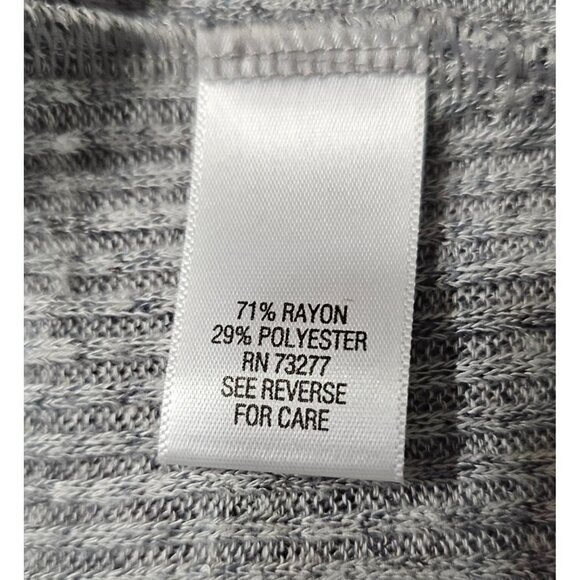 71% RAYON
29% POLYESTER
RN 73277
SEE REVERSE
FOR CARE